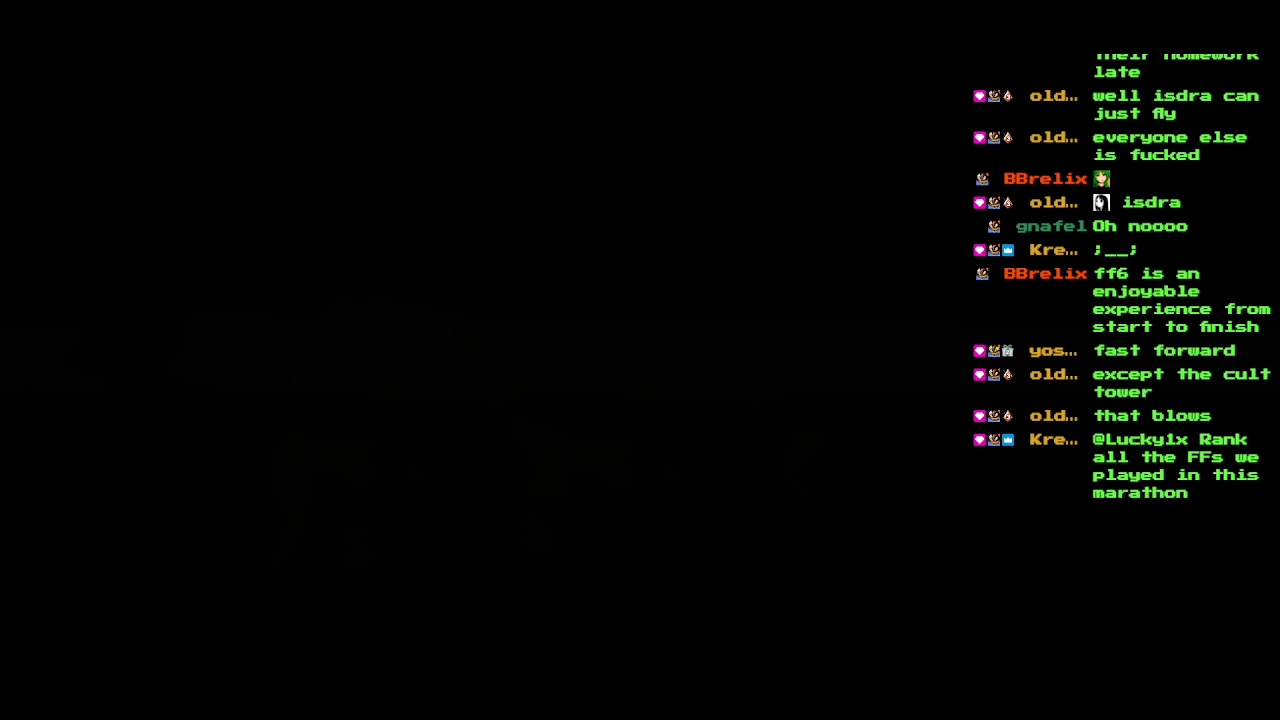 their homework
late
old... well isdra can
just fly
old... everyone else
is fucked
BBrelix
old... isdra
gnafel Oh noooo
Kre... ;__;
BBrelix ff6 is an
enjoyable
experience from
start to finish
yos... fast forward
old... except the cult
tower
old... that blows
Kre... @Lucky1x Rank
all the FFs we
played in this
marathon